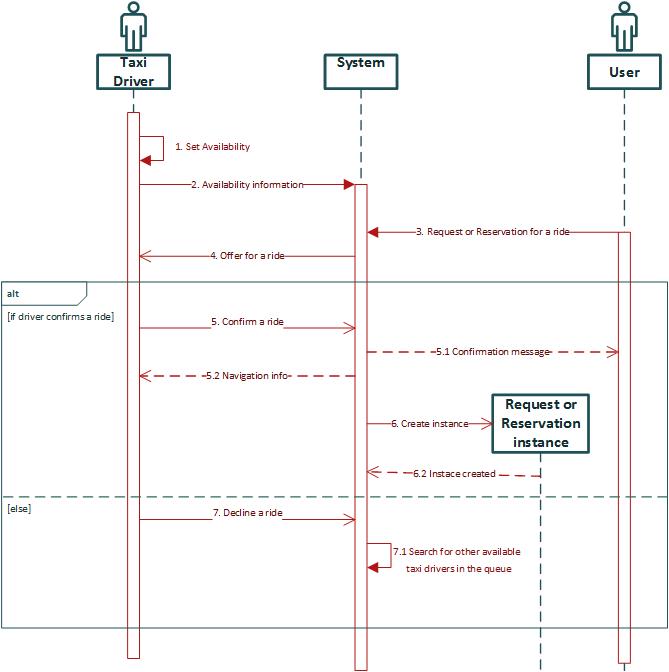 Taxi
Driver
System
User
1. Set Availability
2. Availability information
3. Request or Reservation for a ride
4. Offer for a ride
alt
[if driver confirms a ride]
5. Confirm a ride
5.1 Confirmation message
5.2 Navigation info
Request or
Reservation
instance
6. Create instance
6.2 Instace created
[else]
7. Decline a ride
7.1 Search for other available
taxi drivers in the queue